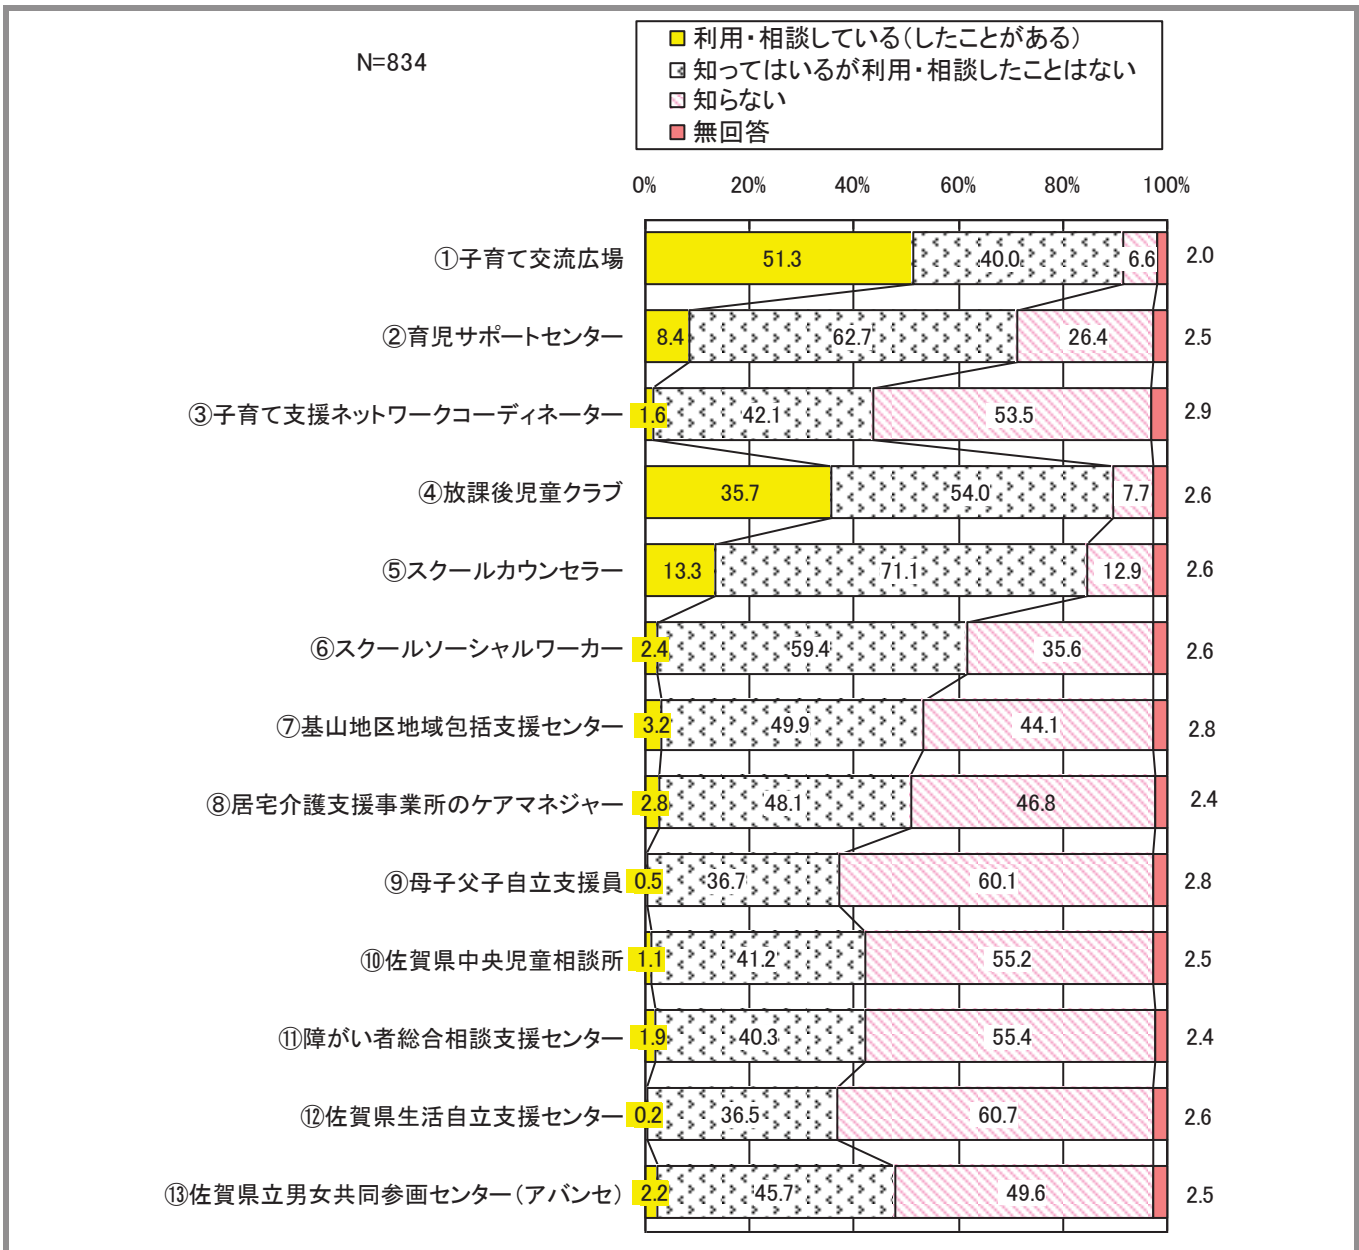 N=834
利用・相談している(したことがある)
知ってはいるが利用・相談したことはない
知らない
無回答
0% 20% 40% 60% 80% 100%
①子育て交流広場 51.3 40.0 6.6 2.0
②育児サポートセンター 8.4 62.7 26.4 2.5
③子育て支援ネットワークコーディネーター 1.6 42.1 53.5 2.9
④放課後児童クラブ 35.7 54.0 7.7 2.6
⑤スクールカウンセラー 13.3 71.1 12.9 2.6
⑥スクールソーシャルワーカー 2.4 59.4 35.6 2.6
⑦基山地区地域包括支援センター 3.2 49.9 44.1 2.8
⑧居宅介護支援事業所のケアマネジャー 2.8 48.1 46.8 2.4
⑨母子父子自立支援員 0.5 36.7 60.1 2.8
⑩佐賀県中央児童相談所 1.1 41.2 55.2 2.5
⑪障がい者総合相談支援センター 1.9 40.3 55.4 2.4
⑫佐賀県生活自立支援センター 0.2 36.5 60.7 2.6
⑬佐賀県立男女共同参画センター(アバンセ) 2.2 45.7 49.6 2.5